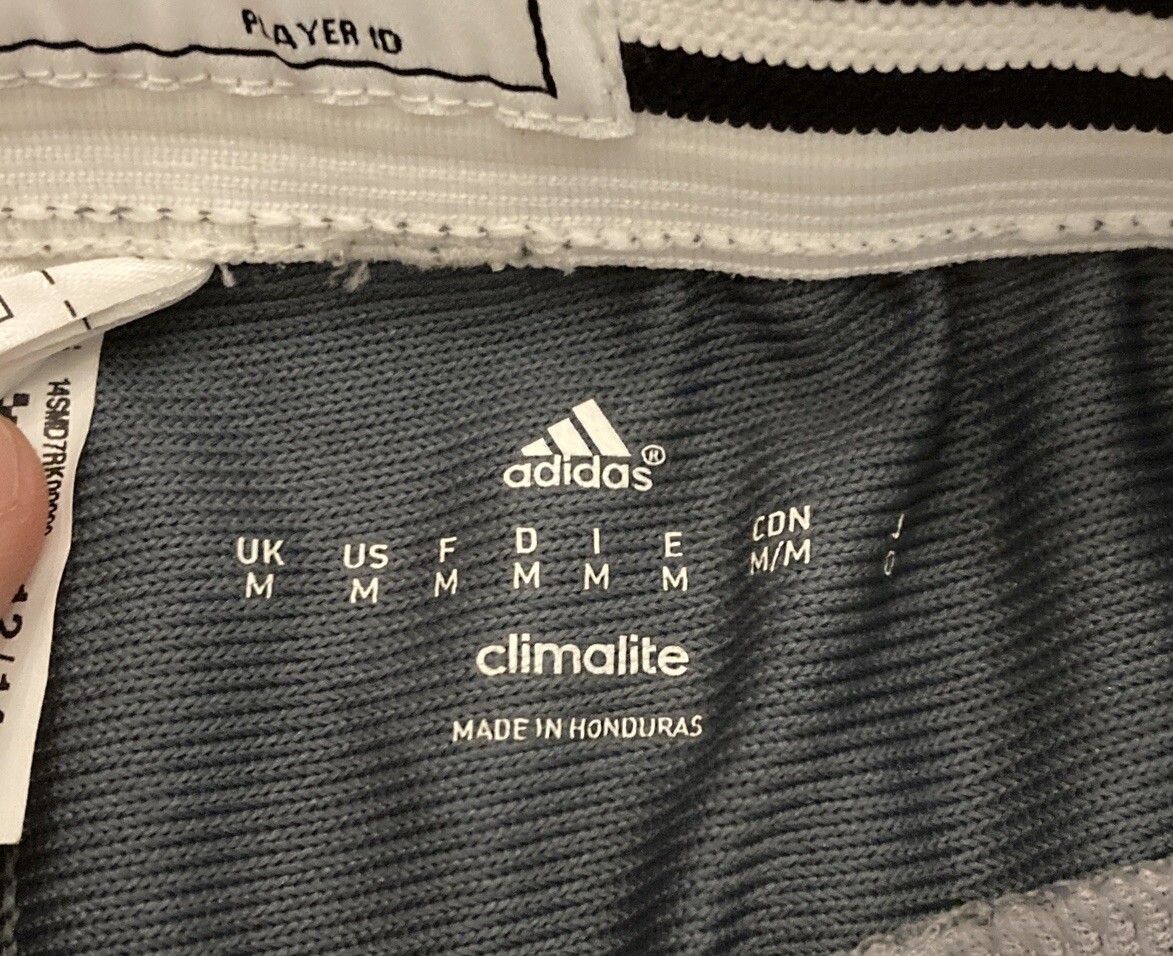 PLAYER ID
adidas®
UK US F D I E CDN J
M M M M M M M/M O
climalite
MADE IN HONDURAS